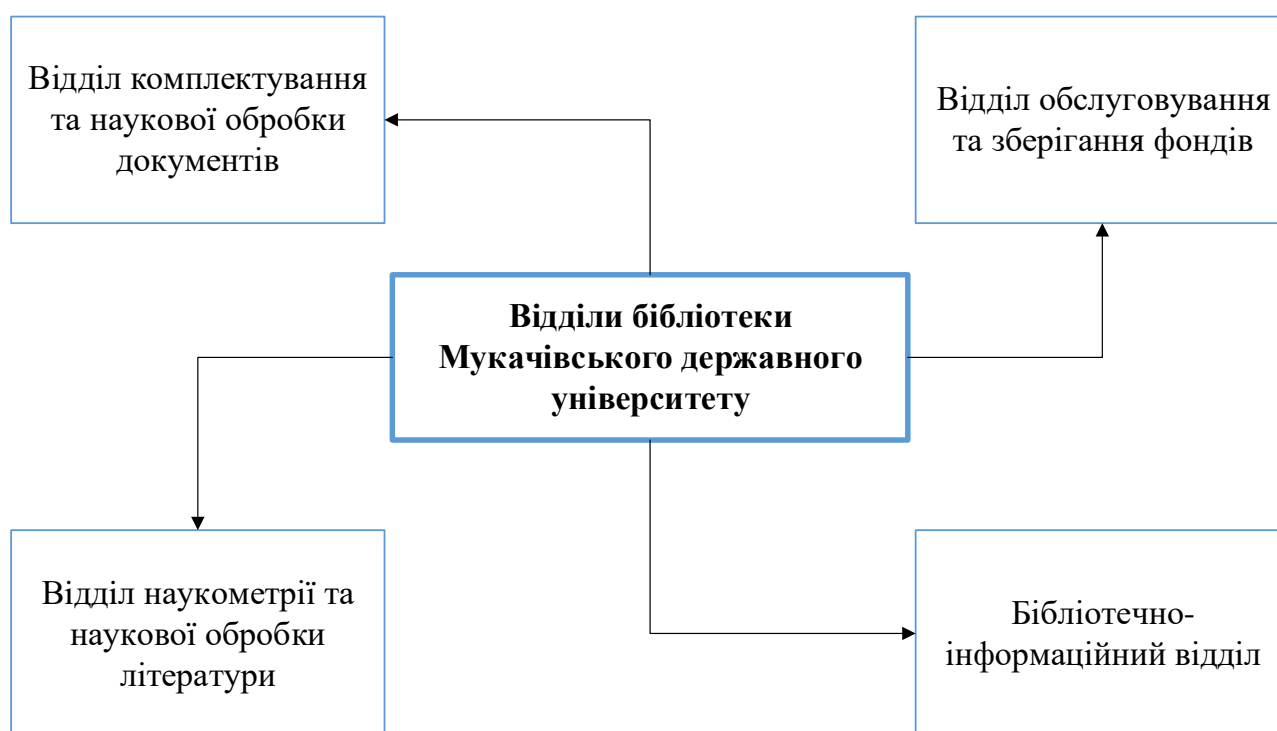 Відділ комплектування
та наукової обробки
документів
Відділ обслуговування
та зберігання фондів
Відділи бібліотеки
Мукачівського державного
університету
Відділ наукометрії та
наукової обробки
літератури
Бібліотечно-
інформаційний відділ